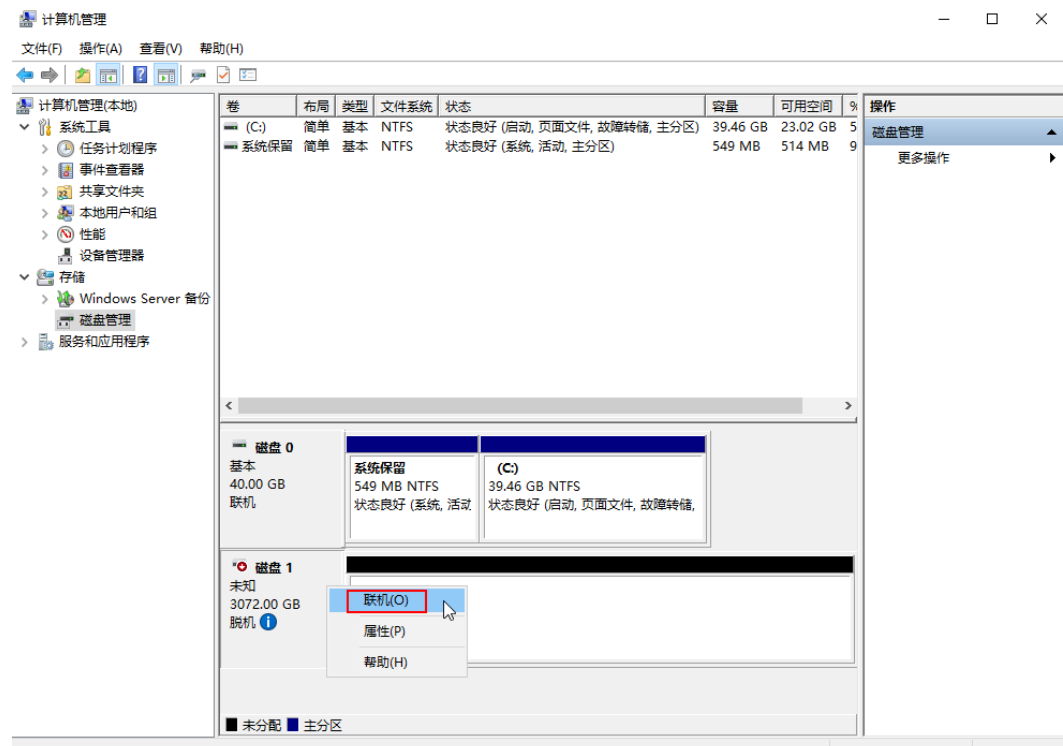 计算机管理
文件(F) 操作(A) 查看(V) 帮助(H)
计算机管理(本地)
系统工具
任务计划程序
事件查看器
共享文件夹
本地用户和组
性能
设备管理器
存储
Windows Server 备份
磁盘管理
服务和应用程序
卷 布局 类型 文件系统 状态 容量 可用空间 %
(C:) 简单 基本 NTFS 状态良好 (启动, 页面文件, 故障转储, 主分区) 39.46 GB 23.02 GB 5
系统保留 简单 基本 NTFS 状态良好 (系统, 活动, 主分区) 549 MB 514 MB 9
操作
磁盘管理
更多操作
磁盘 0
基本
40.00 GB
联机
系统保留
549 MB NTFS
状态良好 (系统, 活动
(C:)
39.46 GB NTFS
状态良好 (启动, 页面文件, 故障转储,
磁盘 1
未知
3072.00 GB
脱机
联机(O)
属性(P)
帮助(H)
未分配 主分区